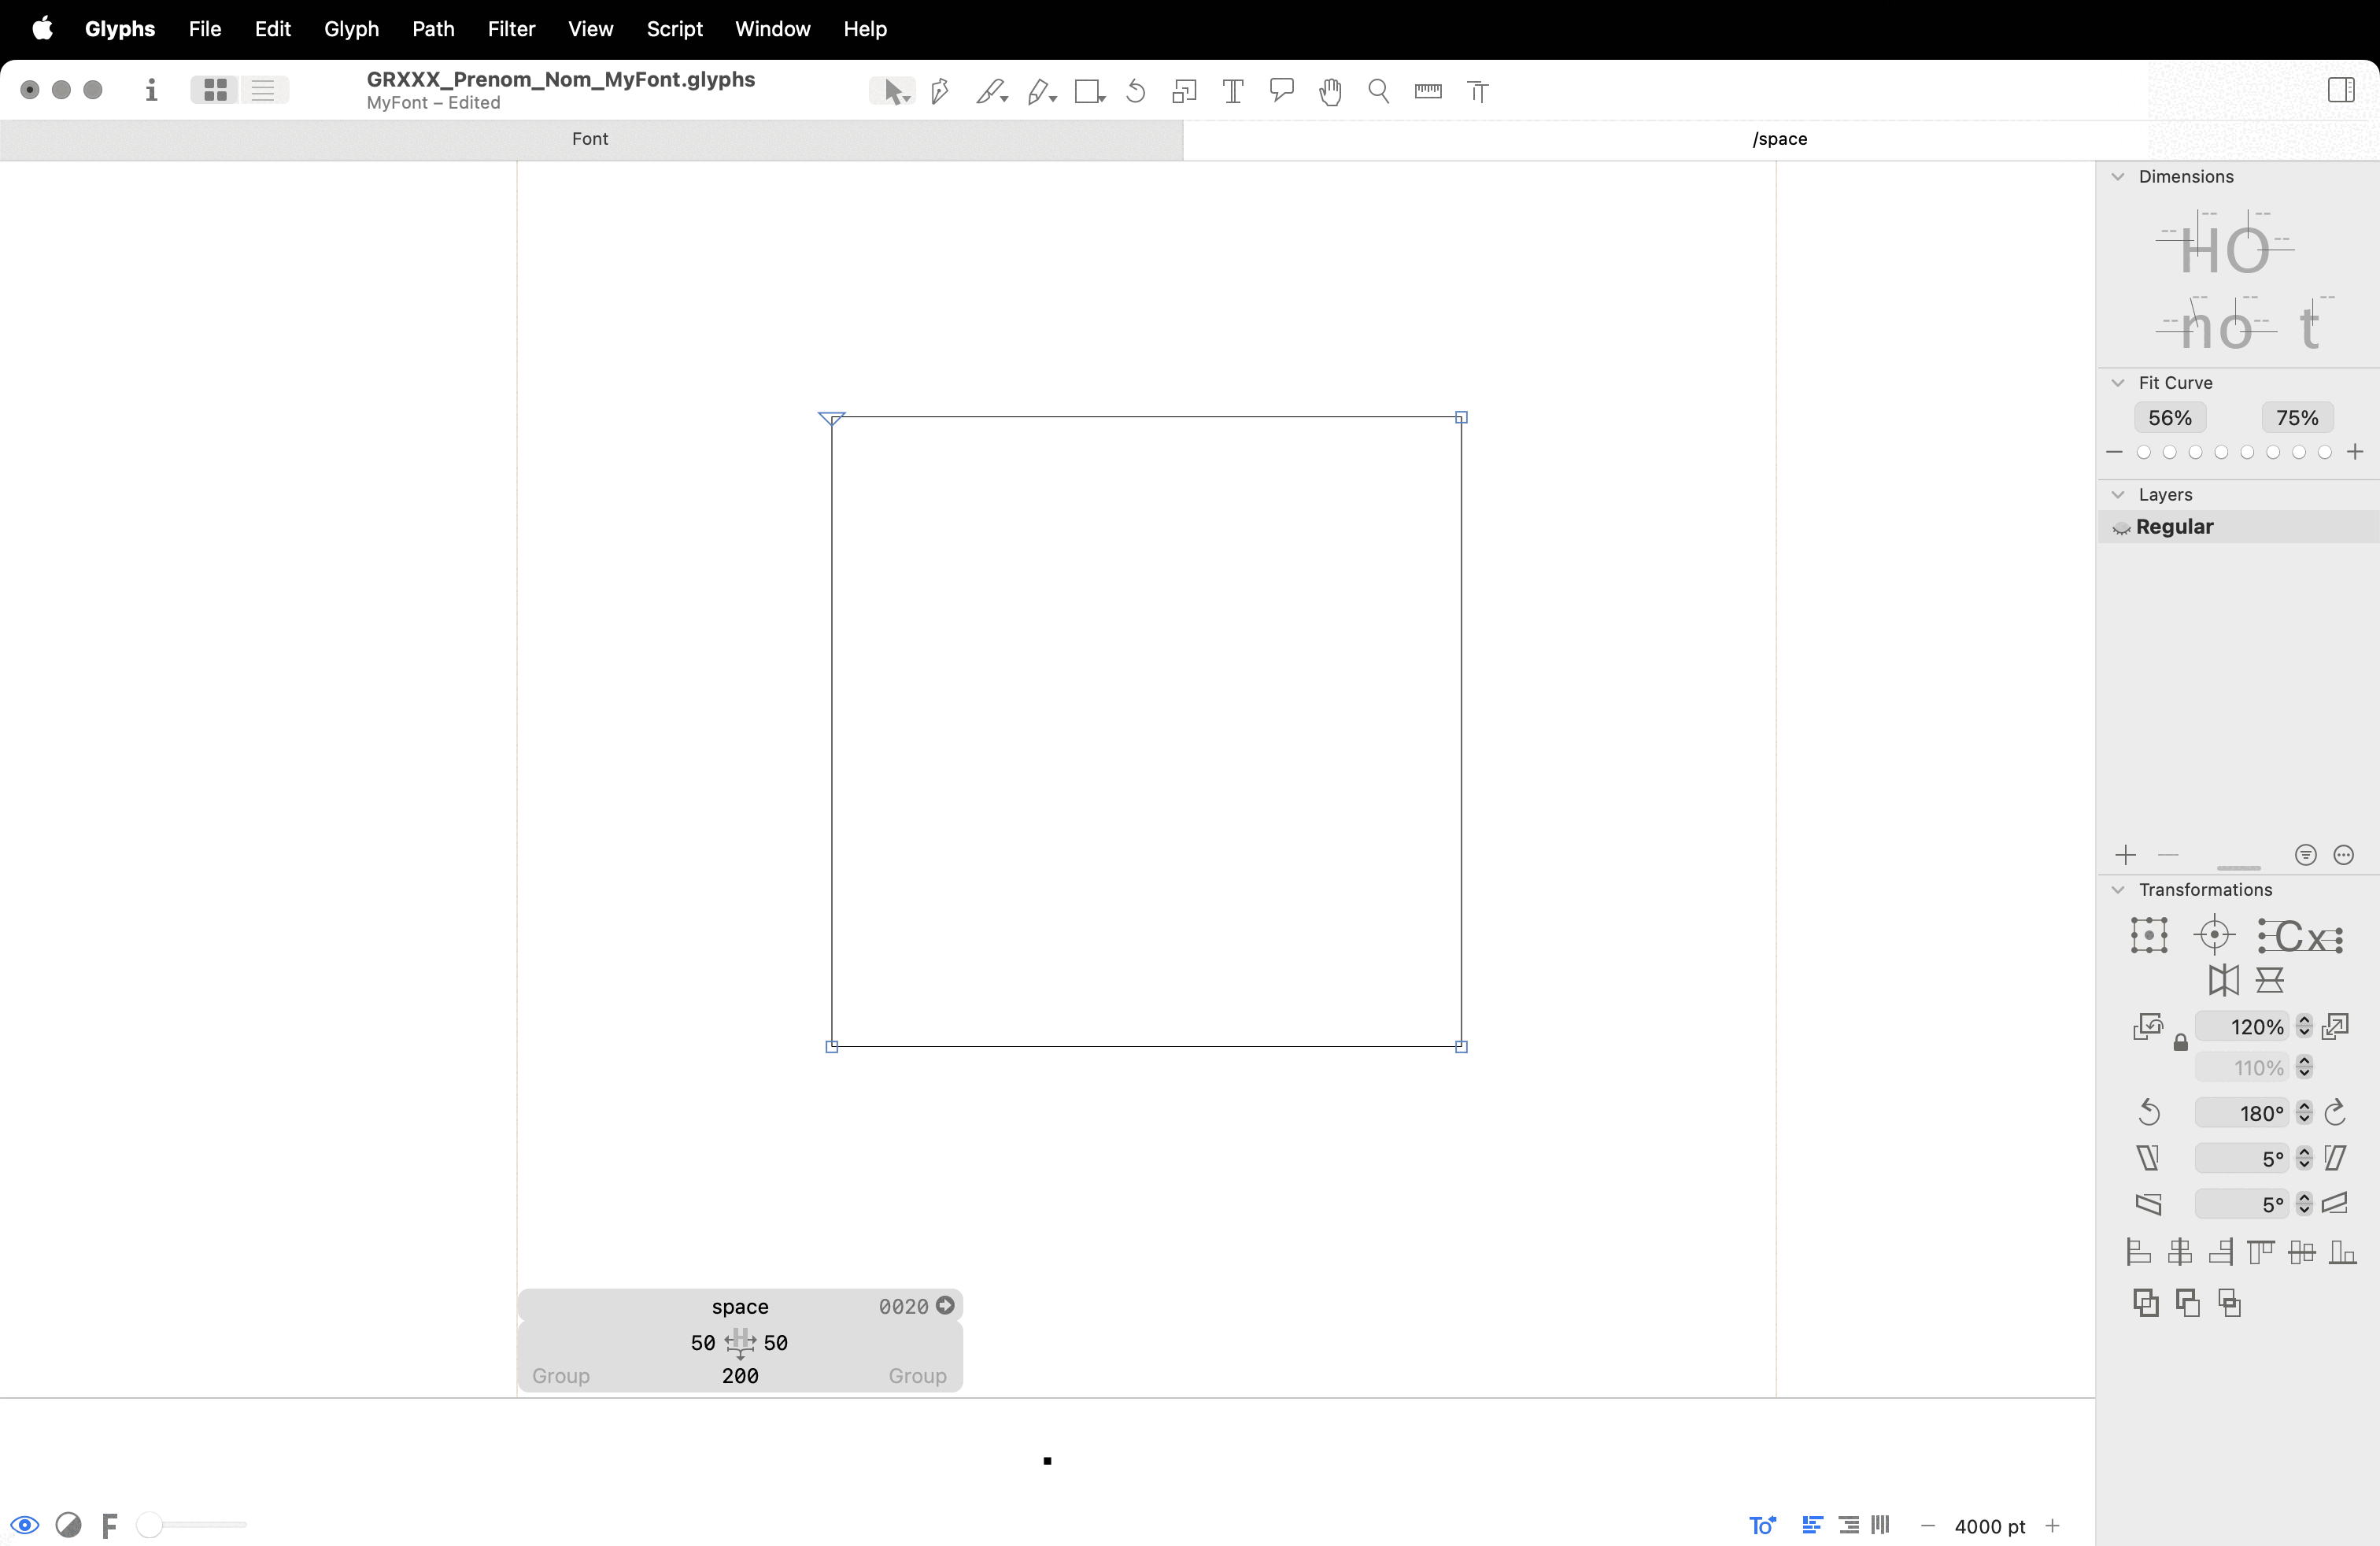 Glyphs File Edit Glyph Path Filter View Script Window Help
GRXXX_Prenom_Nom_MyFont.glyphs
MyFont – Edited
Font
/space
Dimensions
HO
no t
Fit Curve
56% 75%
Layers
Regular
Transformations
Cx
120%
110%
180°
5°
5°
space 0020
50 H 50
Group 200 Group
F
To
4000 pt